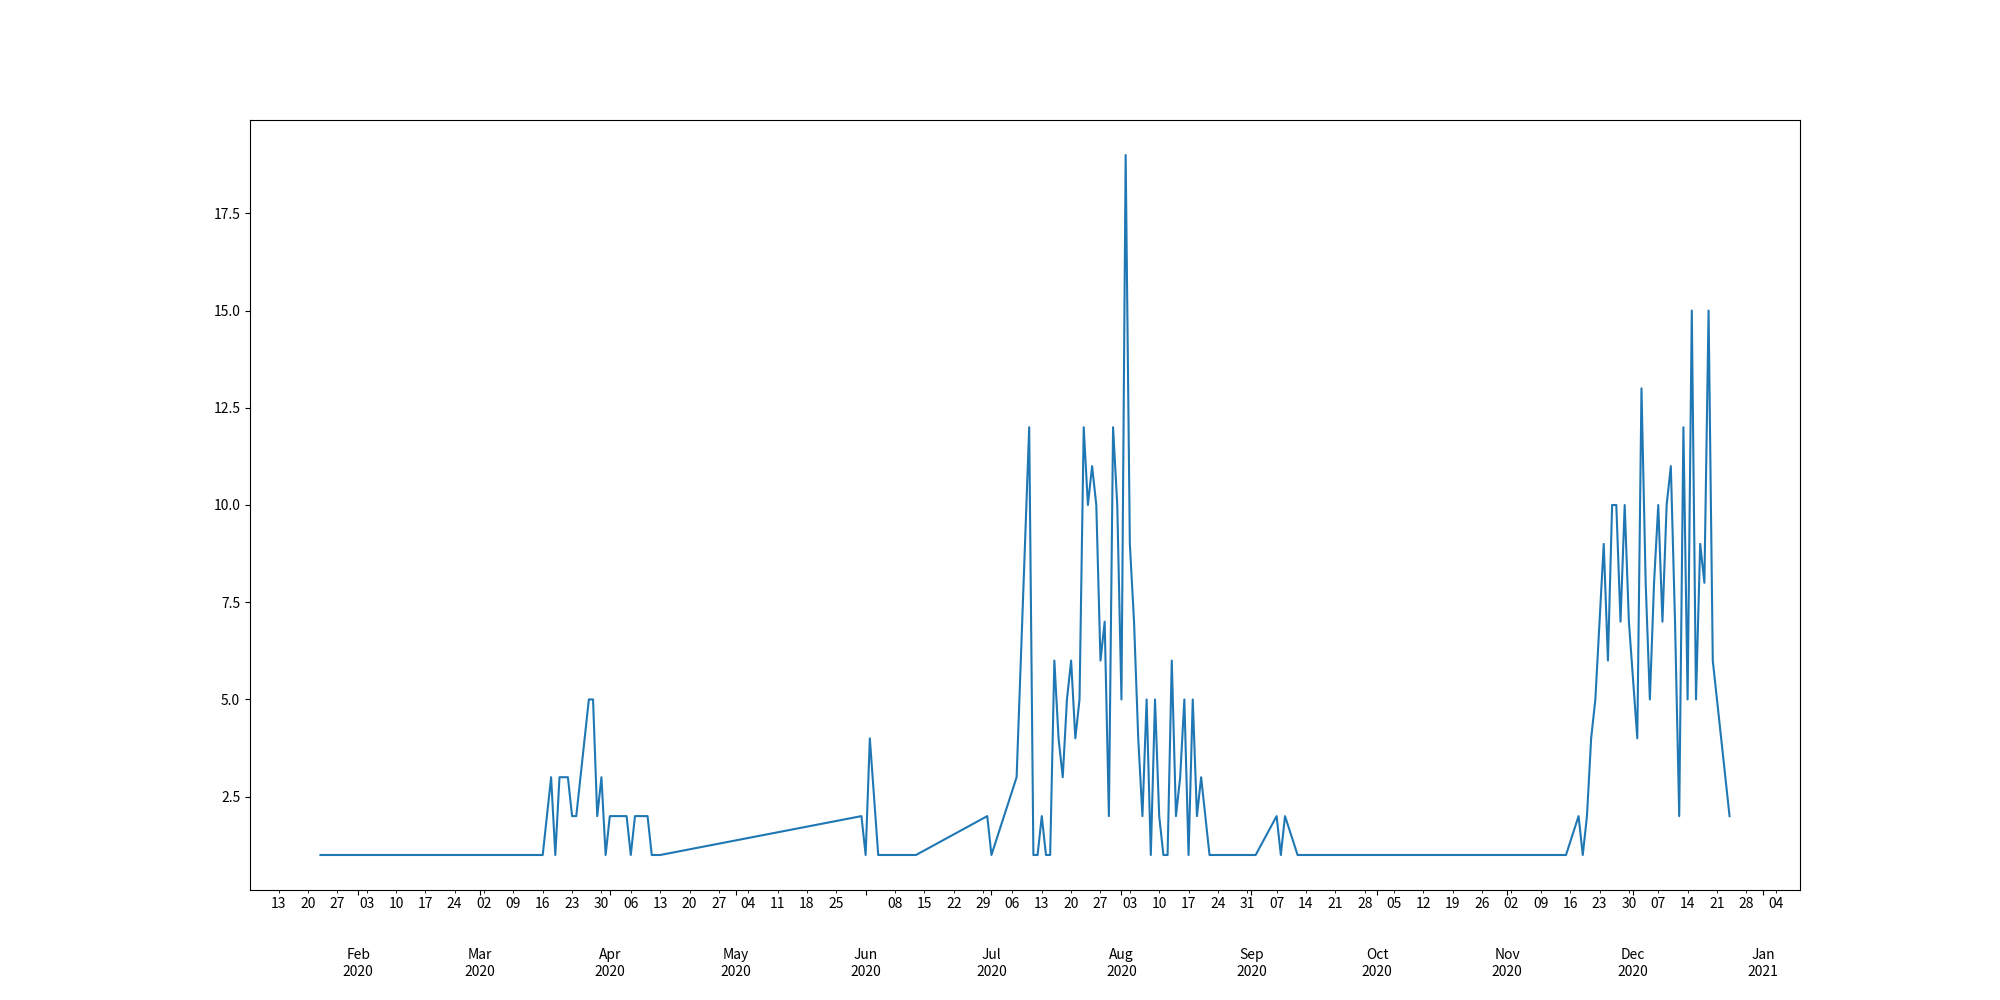 17.5
15.0
12.5
10.0
7.5
5.0
2.5
13 20 27 03 10 17 24 02 09 16 23 30 06 13 20 27 04 11 18 25 08 15 22 29 06 13 20 27 03 10 17 24 31 07 14 21 28 05 12 19 26 02 09 16 23 30 07 14 21 28 04
Feb Mar Apr May Jun Jul Aug Sep Oct Nov Dec Jan
2020 2020 2020 2020 2020 2020 2020 2020 2020 2020 2020 2021